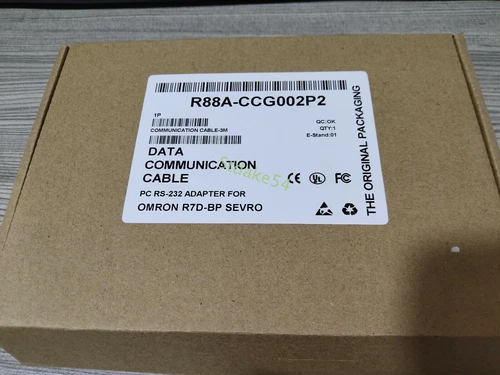 R88A-CCG002P2
1P
QC:OK
COMMUNICATION CABLE-3M
QTY:1
E-Stand:01
DATA
COMMUNICATION
CABLE
PC RS-232 ADAPTER FOR
OMRON R7D-BP SEVRO
CE UL FC
THE ORIGINAL PACKAGING